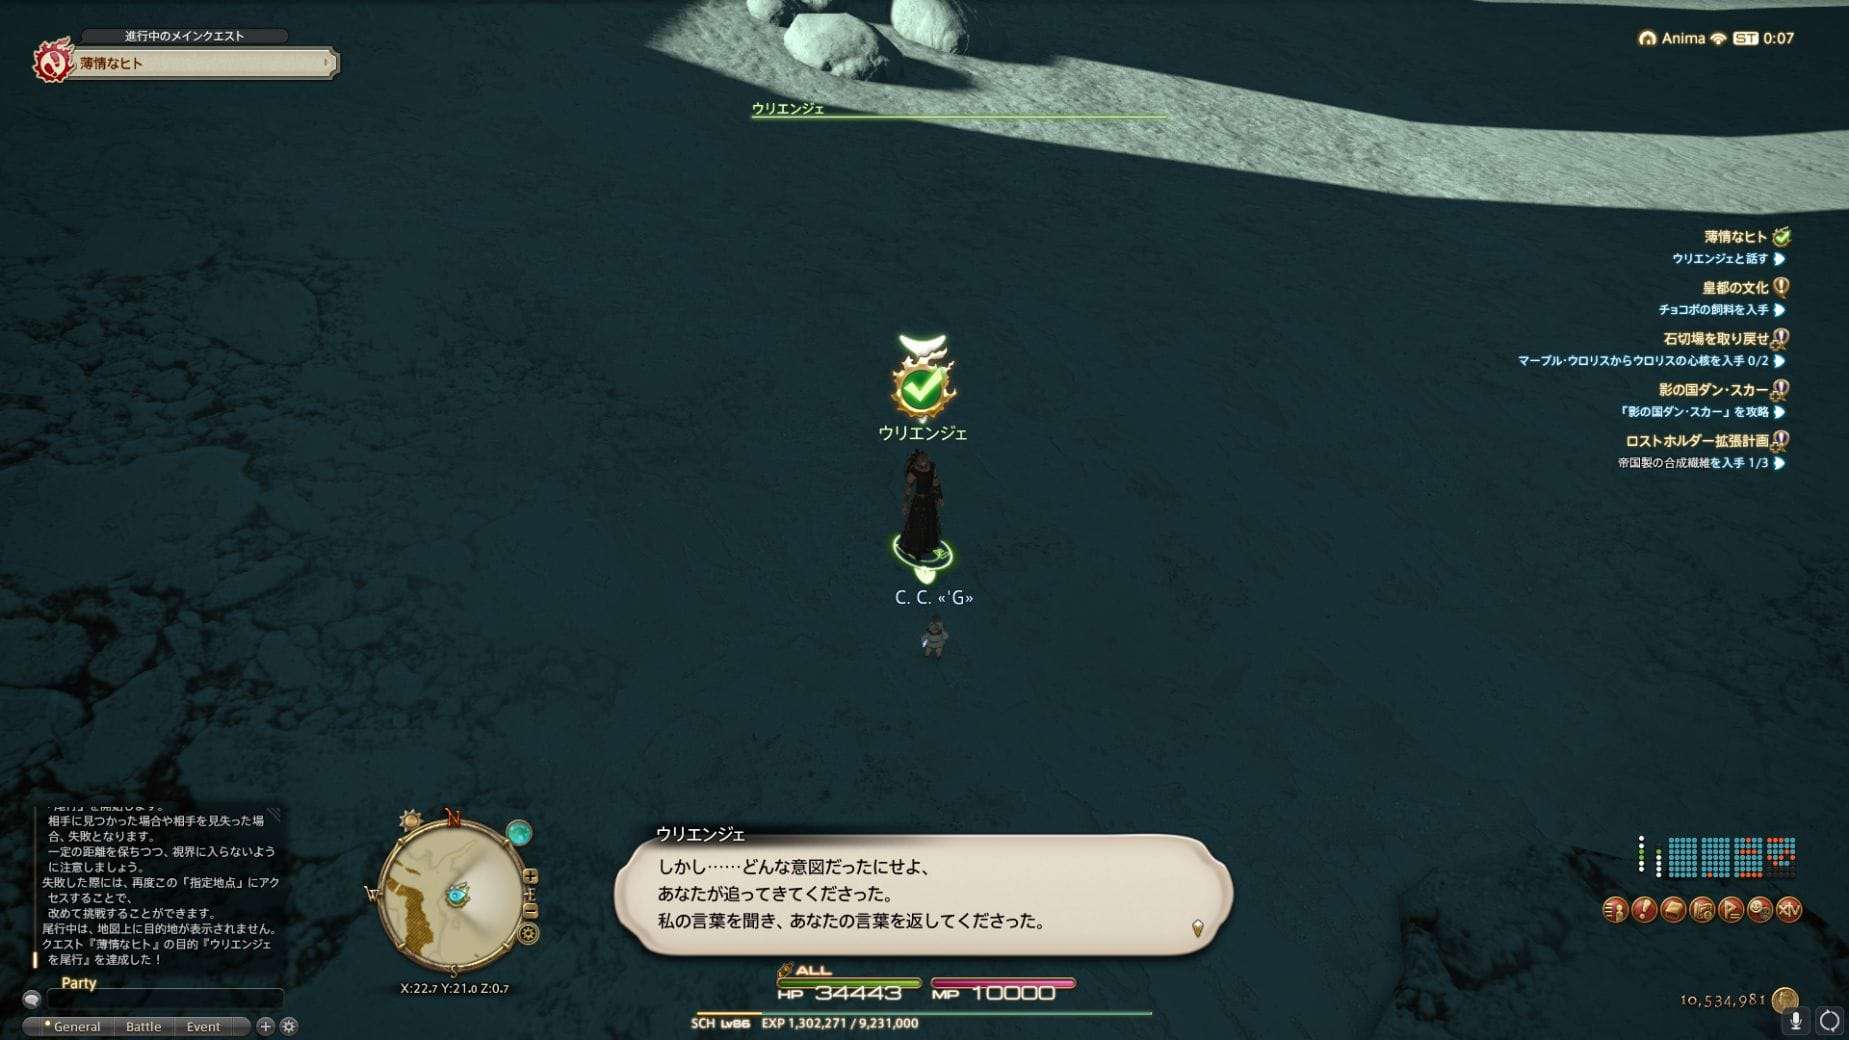 進行中のメインクエスト
薄情なヒト
Anima ST 0:07
ウリエンジェ
薄情なヒト
ウリエンジェと話す
皇都の文化
チョコボの飼料を入手
石切場を取り戻せ
マーブル・ウロリスからウロリスの心核を入手 0/2
影の国ダン・スカー
「影の国ダン・スカー」を攻略
ロストホルダー拡張計画
帝国製の合成繊維を入手 1/3
ウリエンジェ
C. C. «'G»
『尾行』を開始します。
相手に見つかった場合や相手を見失った場
合、失敗となります。
一定の距離を保ちつつ、視界に入らないよう
に注意しましょう。
失敗した際には、再度この「指定地点」にアク
セスすることで、
改めて挑戦することができます。
尾行中は、地図上に目的地が表示されません。
クエスト『薄情なヒト』の目的『ウリエンジェ
を尾行』を達成した！
Party
General Battle Event
N
W
E
S
X:22.7 Y:21.0 Z:0.7
ウリエンジェ
しかし……どんな意図だったにせよ、
あなたが追ってきてくださった。
私の言葉を聞き、あなたの言葉を返してくださった。
ALL
HP 34443 MP 10000
SCH Lv86 EXP 1,302,271 / 9,231,000
XIV
10,534,981